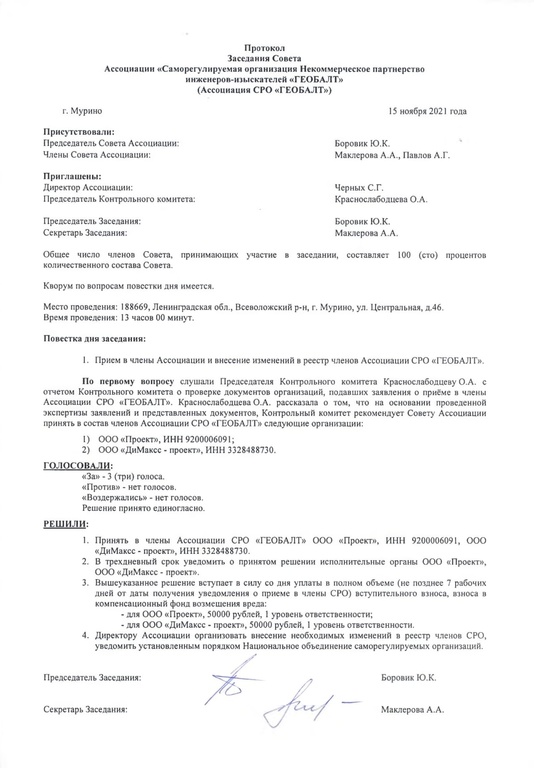 Протокол
Заседания Совета
Ассоциации «Саморегулируемая организация Некоммерческое партнерство
инженеров-изыскателей «ГЕОБАЛТ»
(Ассоциация СРО «ГЕОБАЛТ»)
г. Мурино 15 ноября 2021 года
Присутствовали:
Председатель Совета Ассоциации: Боровик Ю.К.
Члены Совета Ассоциации: Маклерова А.А., Павлов А.Г.
Приглашены:
Директор Ассоциации: Черных С.Г.
Председатель Контрольного комитета: Краснослабодцева О.А.
Председатель Заседания: Боровик Ю.К.
Секретарь Заседания: Маклерова А.А.
Общее число членов Совета, принимающих участие в заседании, составляет 100 (сто) процентов
количественного состава Совета.
Кворум по вопросам повестки дня имеется.
Место проведения: 188669, Ленинградская обл., Всеволожский р-н, г. Мурино, ул. Центральная, д.46.
Время проведения: 13 часов 00 минут.
Повестка дня заседания:
1. Прием в члены Ассоциации и внесение изменений в реестр членов Ассоциации СРО «ГЕОБАЛТ».
По первому вопросу слушали Председателя Контрольного комитета Краснослабодцеву О.А. с
отчетом Контрольного комитета о проверке документов организаций, подавших заявления о приёме в члены
Ассоциации СРО «ГЕОБАЛТ». Краснослабодцева О.А. рассказала о том, что на основании проведенной
экспертизы заявлений и представленных документов, Контрольный комитет рекомендует Совету Ассоциации
принять в состав членов Ассоциации СРО «ГЕОБАЛТ» следующие организации:
1) ООО «Проект», ИНН 9200006091;
2) ООО «ДиМаксс - проект», ИНН 3328488730.
ГОЛОСОВАЛИ:
«За» - 3 (три) голоса.
«Против» - нет голосов.
«Воздержались» - нет голосов.
Решение принято единогласно.
РЕШИЛИ:
1. Принять в члены Ассоциации СРО «ГЕОБАЛТ» ООО «Проект», ИНН 9200006091, ООО
«ДиМаксс - проект», ИНН 3328488730.
2. В трехдневный срок уведомить о принятом решении исполнительные органы ООО «Проект»,
ООО «ДиМаксс - проект».
3. Вышеуказанное решение вступает в силу со дня уплаты в полном объеме (не позднее 7 рабочих
дней от даты получения уведомления о приеме в члены СРО) вступительного взноса, взноса в
компенсационный фонд возмещения вреда:
- для ООО «Проект», 50000 рублей, 1 уровень ответственности;
- для ООО «ДиМаксс - проект», 50000 рублей, 1 уровень ответственности.
4. Директору Ассоциации организовать внесение необходимых изменений в реестр членов СРО,
уведомить установленным порядком Национальное объединение саморегулируемых организаций.
Председатель Заседания: Боровик Ю.К.
Секретарь Заседания: Маклерова А.А.